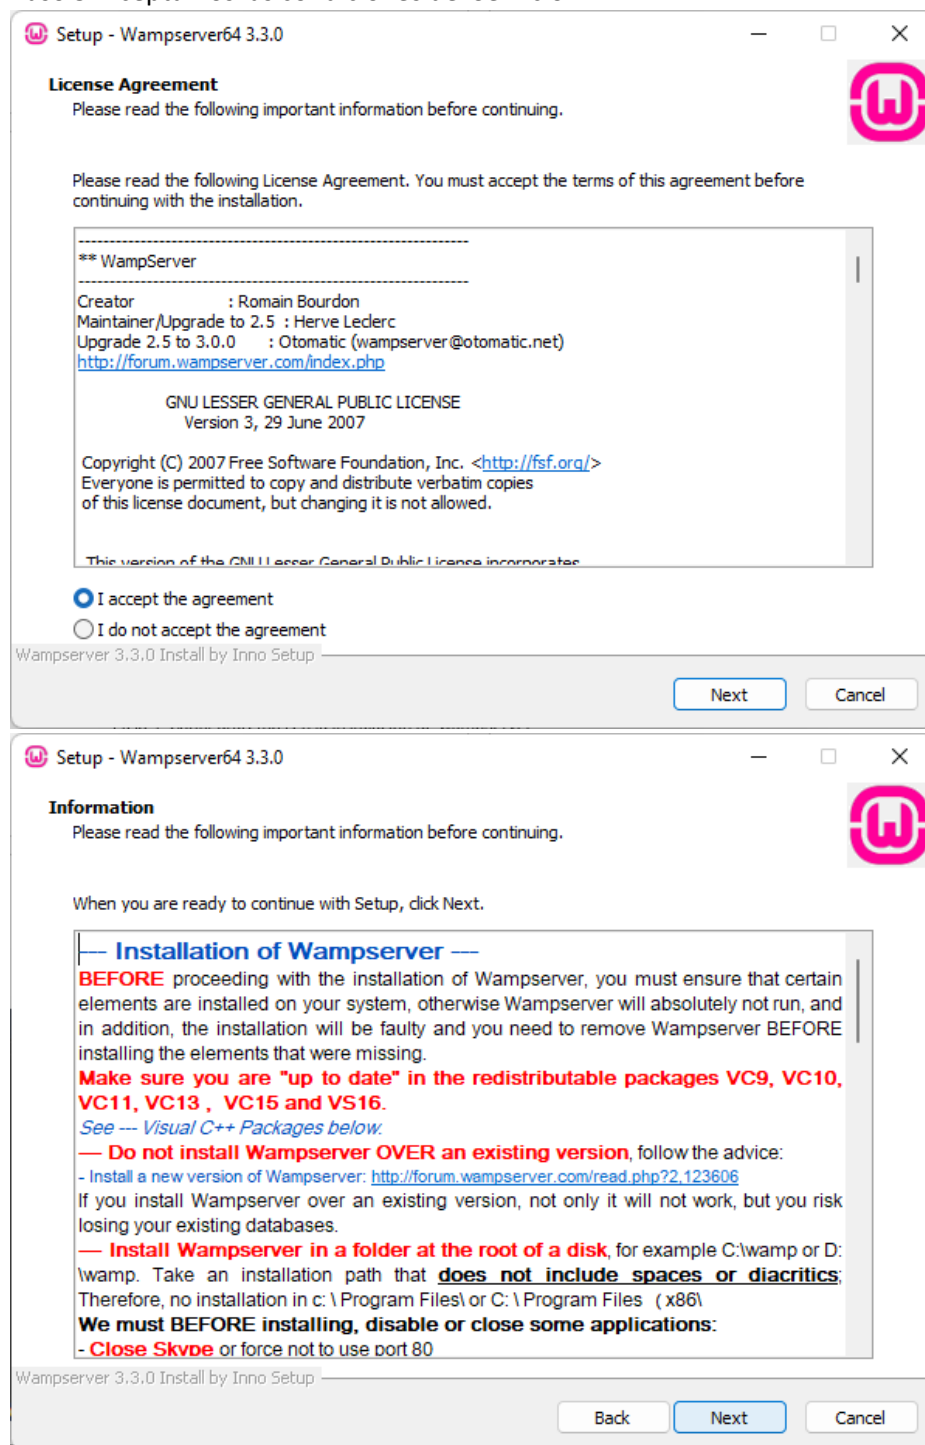 Setup - Wampserver64 3.3.0
License Agreement
Please read the following important information before continuing.
Please read the following License Agreement. You must accept the terms of this agreement before
continuing with the installation.
---------------------------------------------------------------
** WampServer
---------------------------------------------------------------
Creator : Romain Bourdon
Maintainer/Upgrade to 2.5 : Herve Leclerc
Upgrade 2.5 to 3.0.0 : Otomatic (wampserver@otomatic.net)
http://forum.wampserver.com/index.php
GNU LESSER GENERAL PUBLIC LICENSE
Version 3, 29 June 2007
Copyright (C) 2007 Free Software Foundation, Inc. <http://fsf.org/>
Everyone is permitted to copy and distribute verbatim copies
of this license document, but changing it is not allowed.
This version of the GNU Lesser General Public License incorporates
I accept the agreement
I do not accept the agreement
Wampserver 3.3.0 Install by Inno Setup
Next Cancel
Setup - Wampserver64 3.3.0
Information
Please read the following important information before continuing.
When you are ready to continue with Setup, click Next.
--- Installation of Wampserver ---
BEFORE proceeding with the installation of Wampserver, you must ensure that certain
elements are installed on your system, otherwise Wampserver will absolutely not run, and
in addition, the installation will be faulty and you need to remove Wampserver BEFORE
installing the elements that were missing.
Make sure you are "up to date" in the redistributable packages VC9, VC10,
VC11, VC13 , VC15 and VS16.
See --- Visual C++ Packages below.
— Do not install Wampserver OVER an existing version, follow the advice:
- Install a new version of Wampserver: http://forum.wampserver.com/read.php?2,123606
If you install Wampserver over an existing version, not only it will not work, but you risk
losing your existing databases.
— Install Wampserver in a folder at the root of a disk, for example C:\wamp or D:
\wamp. Take an installation path that does not include spaces or diacritics;
Therefore, no installation in c: \ Program Files\ or C: \ Program Files ( x86\
We must BEFORE installing, disable or close some applications:
- Close Skype or force not to use port 80
Wampserver 3.3.0 Install by Inno Setup
Back Next Cancel